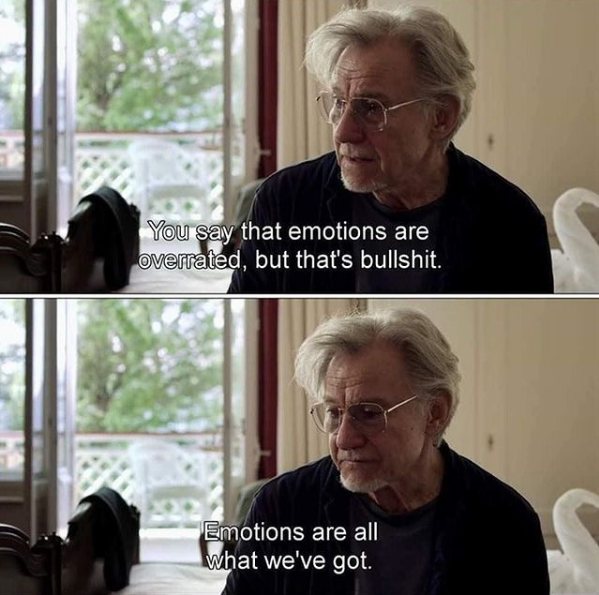 You say that emotions are
overrated, but that's bullshit.
Emotions are all
what we've got.